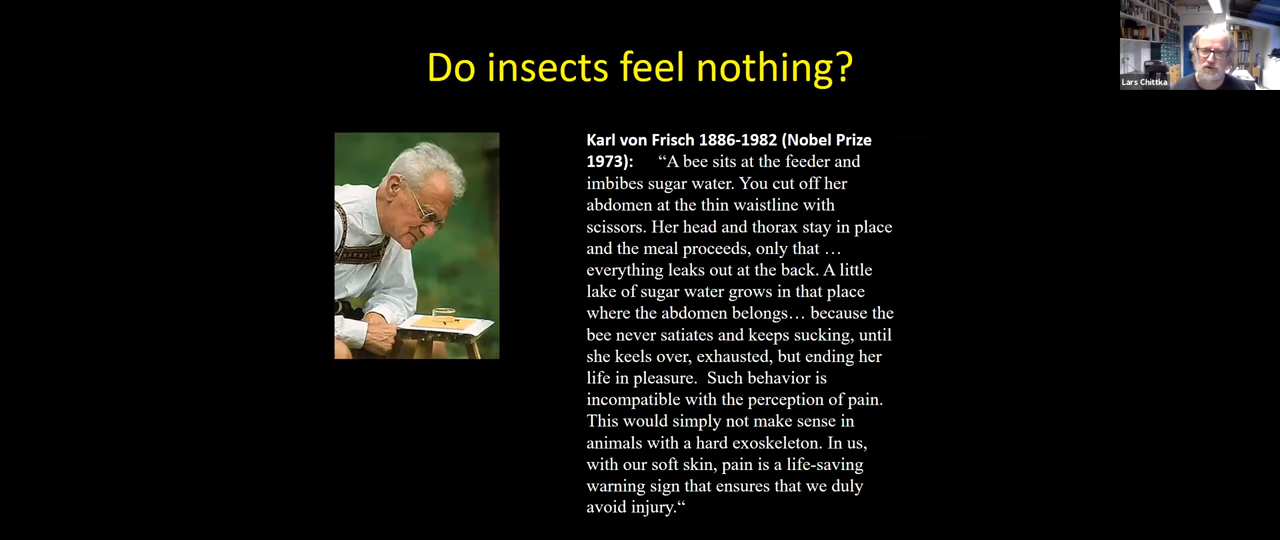 Do insects feel nothing?
Lars Chittka
Karl von Frisch 1886-1982 (Nobel Prize
1973): “A bee sits at the feeder and
imbibes sugar water. You cut off her
abdomen at the thin waistline with
scissors. Her head and thorax stay in place
and the meal proceeds, only that …
everything leaks out at the back. A little
lake of sugar water grows in that place
where the abdomen belongs… because the
bee never satiates and keeps sucking, until
she keels over, exhausted, but ending her
life in pleasure. Such behavior is
incompatible with the perception of pain.
This would simply not make sense in
animals with a hard exoskeleton. In us,
with our soft skin, pain is a life-saving
warning sign that ensures that we duly
avoid injury.“